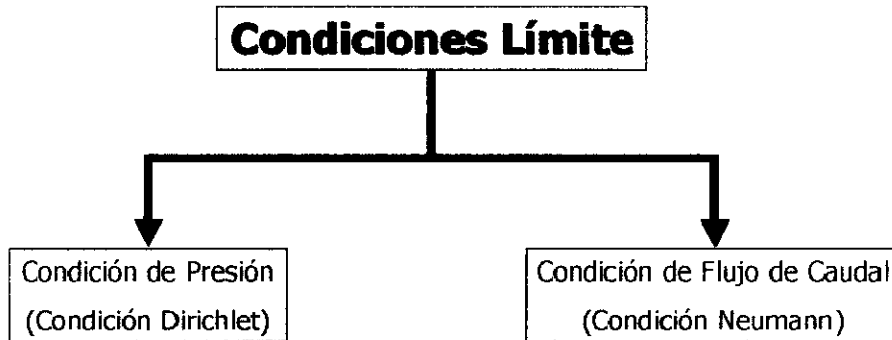 Condiciones Límite
Condición de Presión
(Condición Dirichlet)
Condición de Flujo de Caudal
(Condición Neumann)